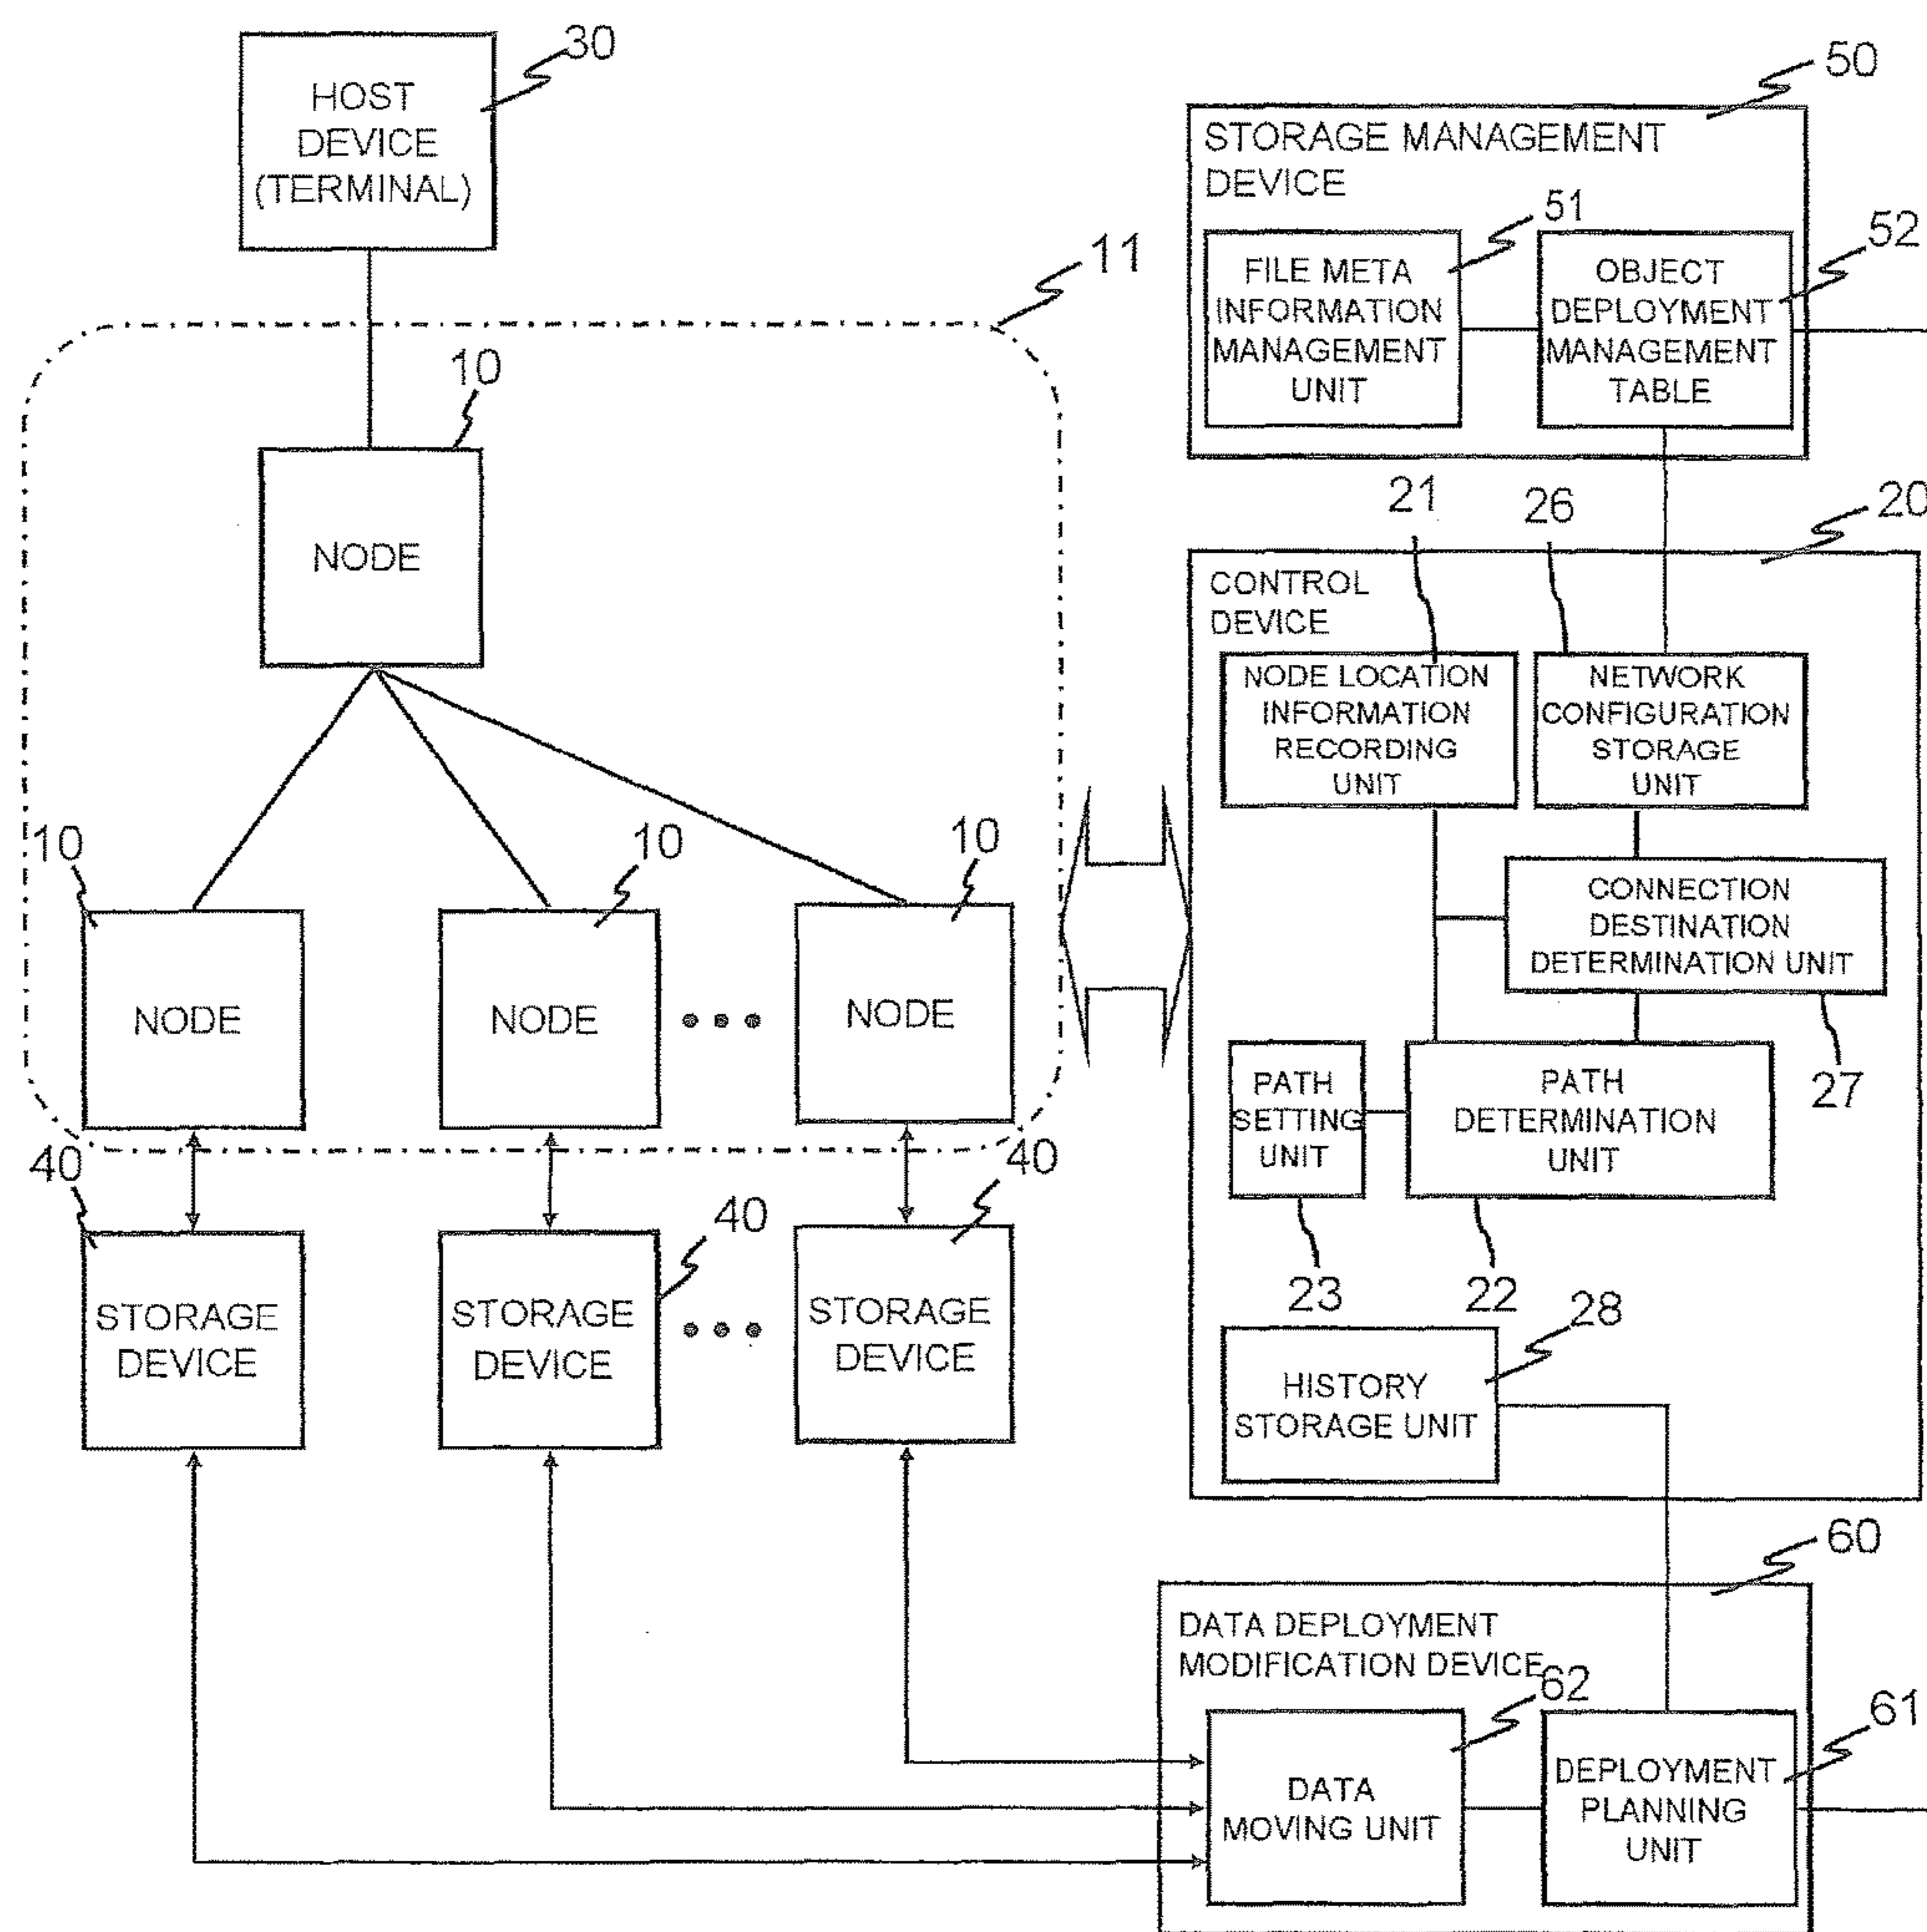 30
HOST
DEVICE
(TERMINAL)
11
10
NODE
10
10
10
NODE
NODE
NODE
40
40
40
STORAGE
DEVICE
STORAGE
DEVICE
STORAGE
DEVICE
50
STORAGE MANAGEMENT
DEVICE
51
52
FILE META
INFORMATION
MANAGEMENT
UNIT
OBJECT
DEPLOYMENT
MANAGEMENT
TABLE
21
26
20
CONTROL
DEVICE
NODE LOCATION
INFORMATION
RECORDING
UNIT
NETWORK
CONFIGURATION
STORAGE
UNIT
CONNECTION
DESTINATION
DETERMINATION UNIT
27
PATH
SETTING
UNIT
PATH
DETERMINATION
UNIT
23
22
28
HISTORY
STORAGE UNIT
60
DATA DEPLOYMENT
MODIFICATION DEVICE
62
61
DATA
MOVING UNIT
DEPLOYMENT
PLANNING
UNIT